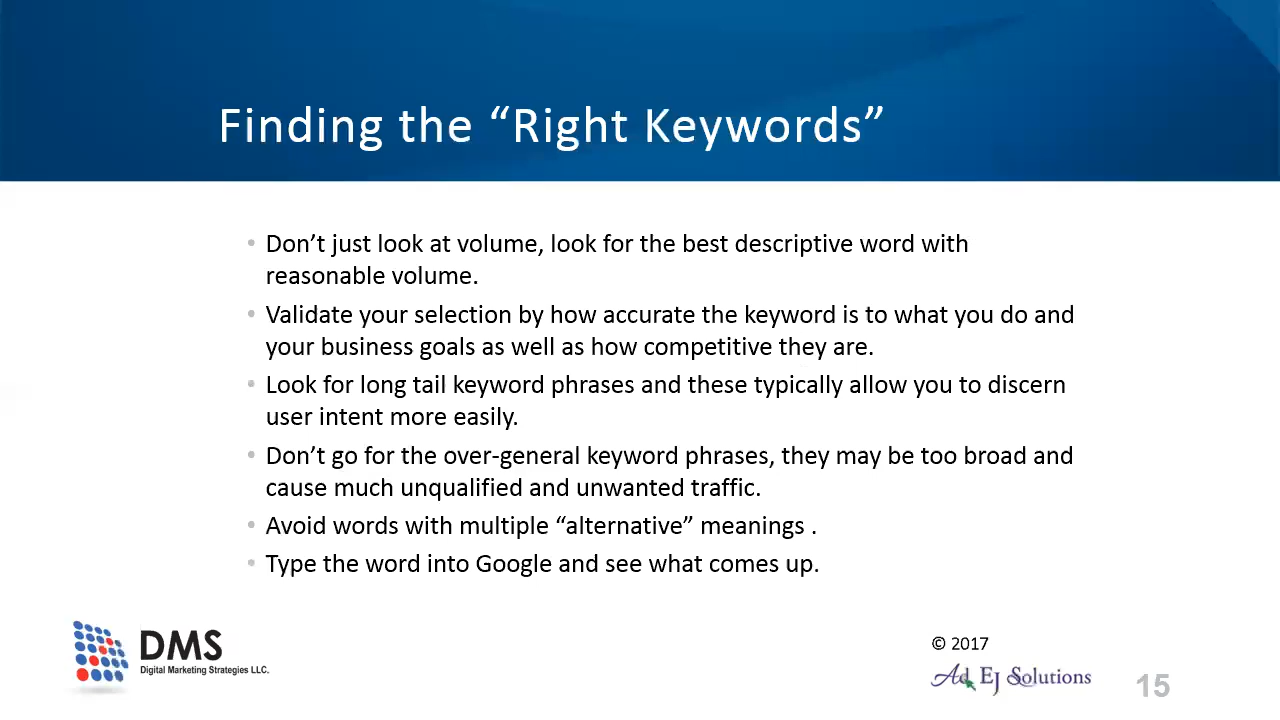 Finding the “Right Keywords”
• Don’t just look at volume, look for the best descriptive word with
reasonable volume.
• Validate your selection by how accurate the keyword is to what you do and
your business goals as well as how competitive they are.
• Look for long tail keyword phrases and these typically allow you to discern
user intent more easily.
• Don’t go for the over-general keyword phrases, they may be too broad and
cause much unqualified and unwanted traffic.
• Avoid words with multiple “alternative” meanings .
• Type the word into Google and see what comes up.
DMS
Digital Marketing Strategies LLC.
© 2017
Ad EJ Solutions
15